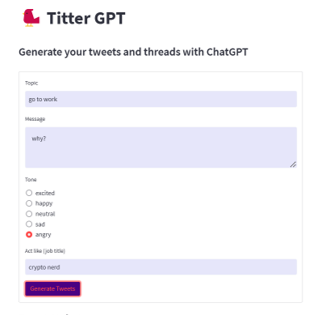 Titter GPT
Generate your tweets and threads with ChatGPT
Topic
go to work
Message
why?
Tone
excited
happy
neutral
sad
angry
Act like (job title)
crypto nerd
Generate Tweets